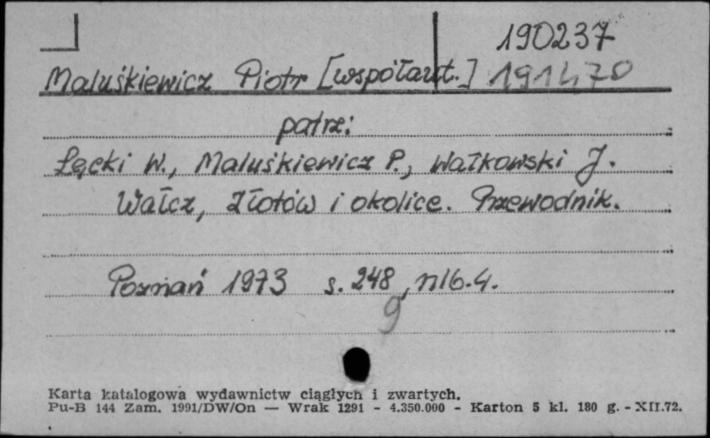 190237
Maluśkiewicz Piotr [współaut.] 191470
patrz:
Łęcki W., Maluśkiewicz P., Wałkowski J.
Wałcz, Złotów i okolice. Przewodnik.
Poznań 1973 s. 248, nlb. 4.
9
Karta katalogowa wydawnictw ciągłych i zwartych.
Pu-B 144 Zam. 1991/DW/On — Wrak 1291 - 4.350.000 - Karton 5 kl. 180 g. - XII.72.